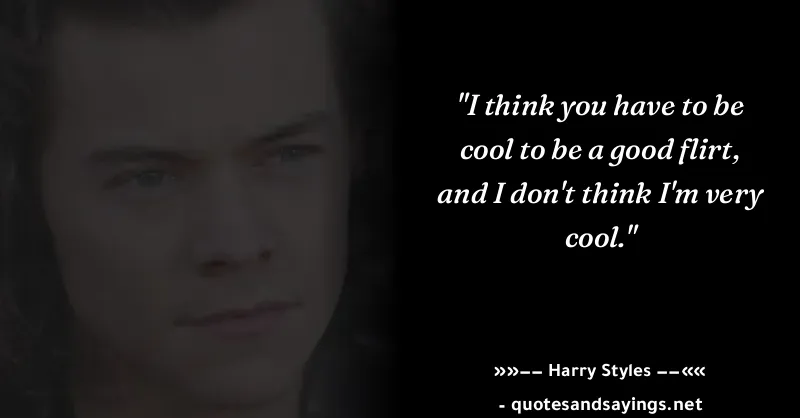 "I think you have to be
cool to be a good flirt,
and I don't think I'm very
cool."
»»−− Harry Styles −−««
- quotesandsayings.net